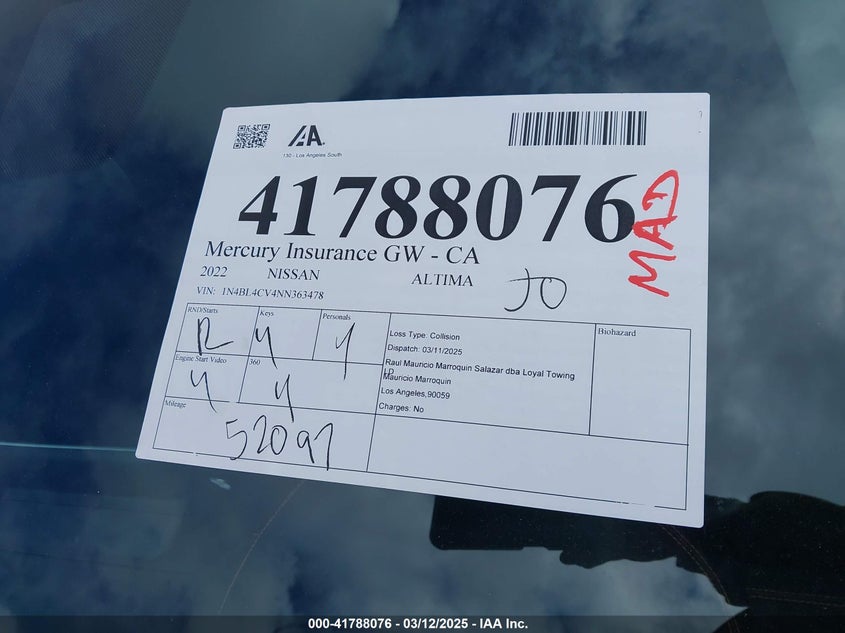 IAA.
130 - Los Angeles South
41788076
MAD
Mercury Insurance GW - CA
2022 NISSAN ALTIMA
JO
VIN: 1N4BL4CV4NN363478
RND/Starts
R
Keys
y
Personals
y
Loss Type: Collision
Dispatch: 03/11/2025
Raul Mauricio Marroquin Salazar dba Loyal Towing
LP
Mauricio Marroquin
Los Angeles,90059
Charges: No
Biohazard
Engine Start Video
y
360
y
Mileage
52097
000-41788076 - 03/12/2025 - IAA Inc.